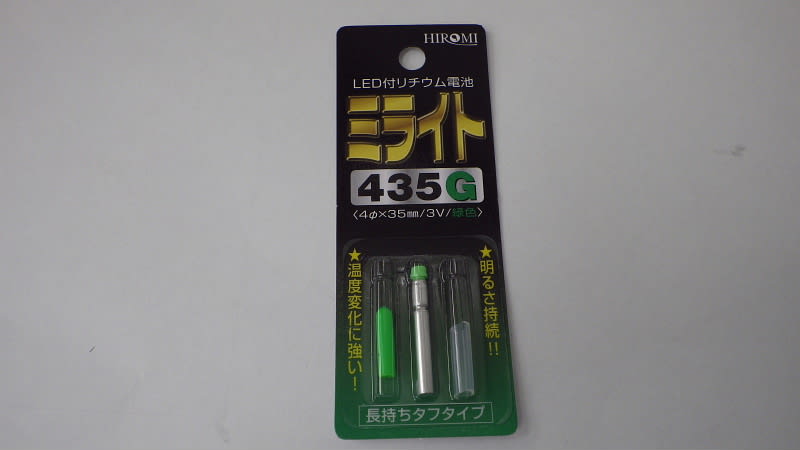 HIROMI
LED付リチウム電池
ミライト
435G
〈4φ×35㎜/3V/緑色〉
★明るさ持続!!
★温度変化に強い!
長持ちタフタイプ